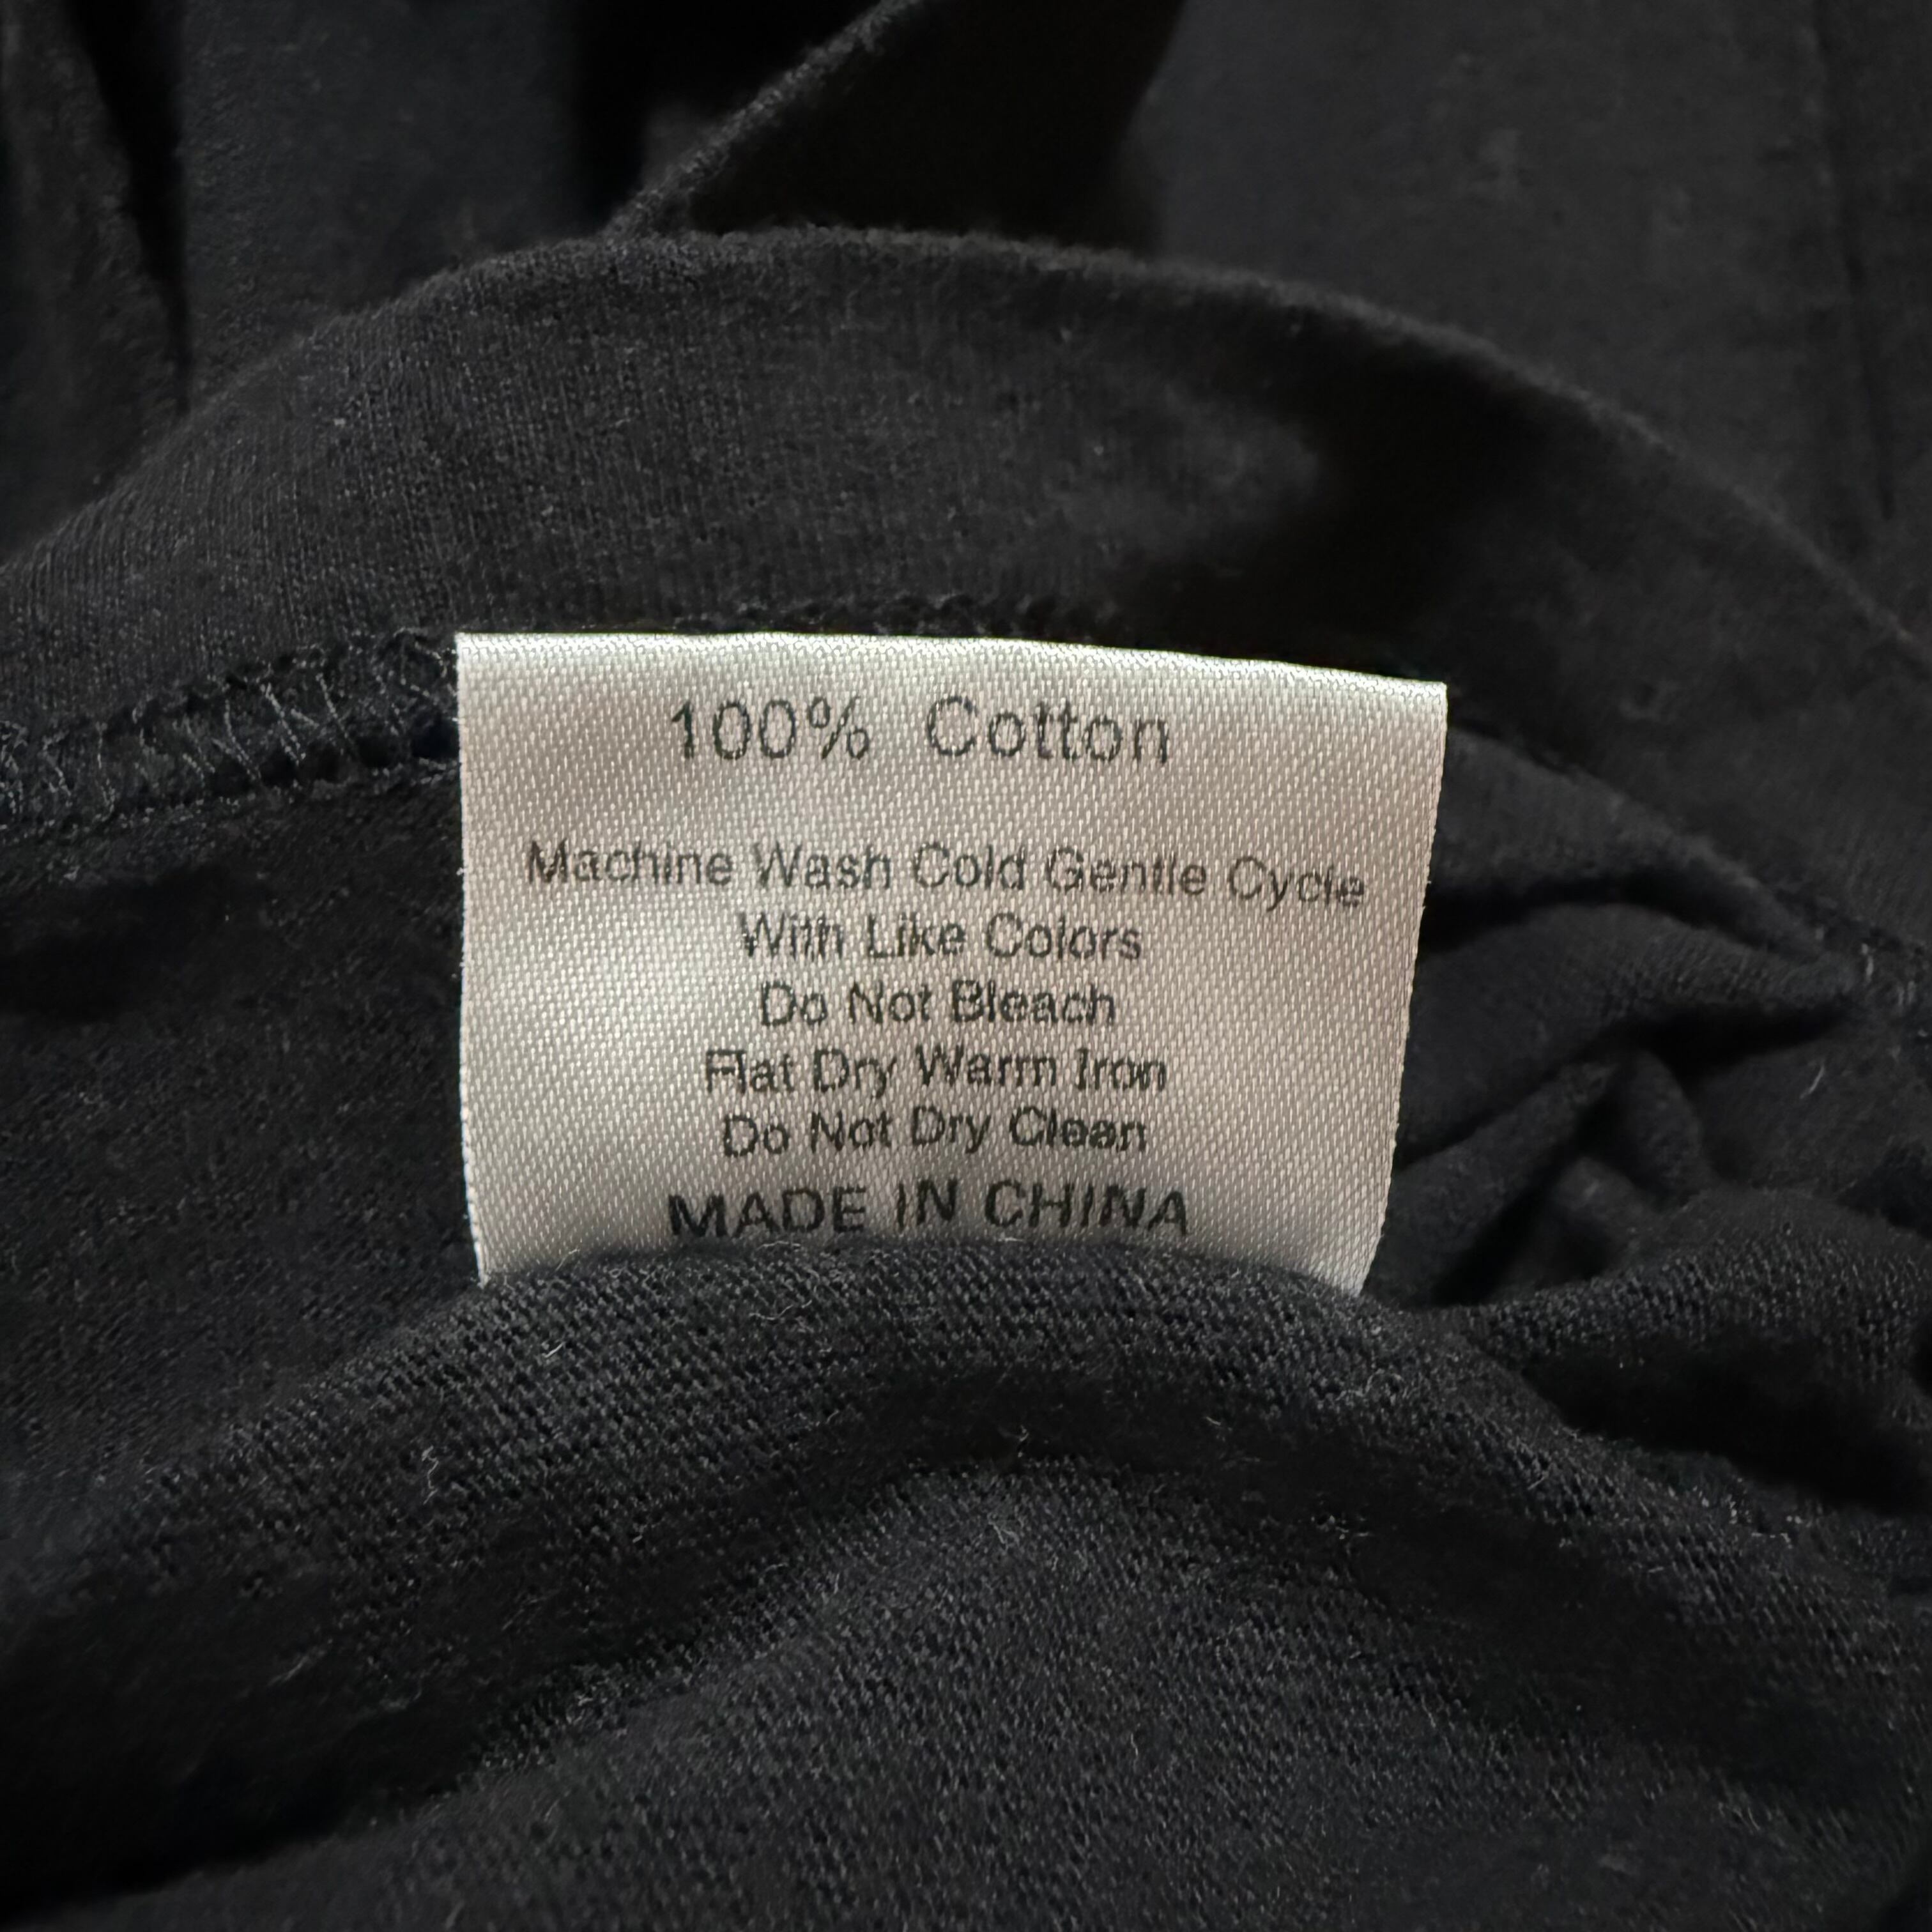 100% Cotton
Machine Wash Cold Gentle Cycle
With Like Colors
Do Not Bleach
Flat Dry Warm Iron
Do Not Dry Clean
MADE IN CHINA